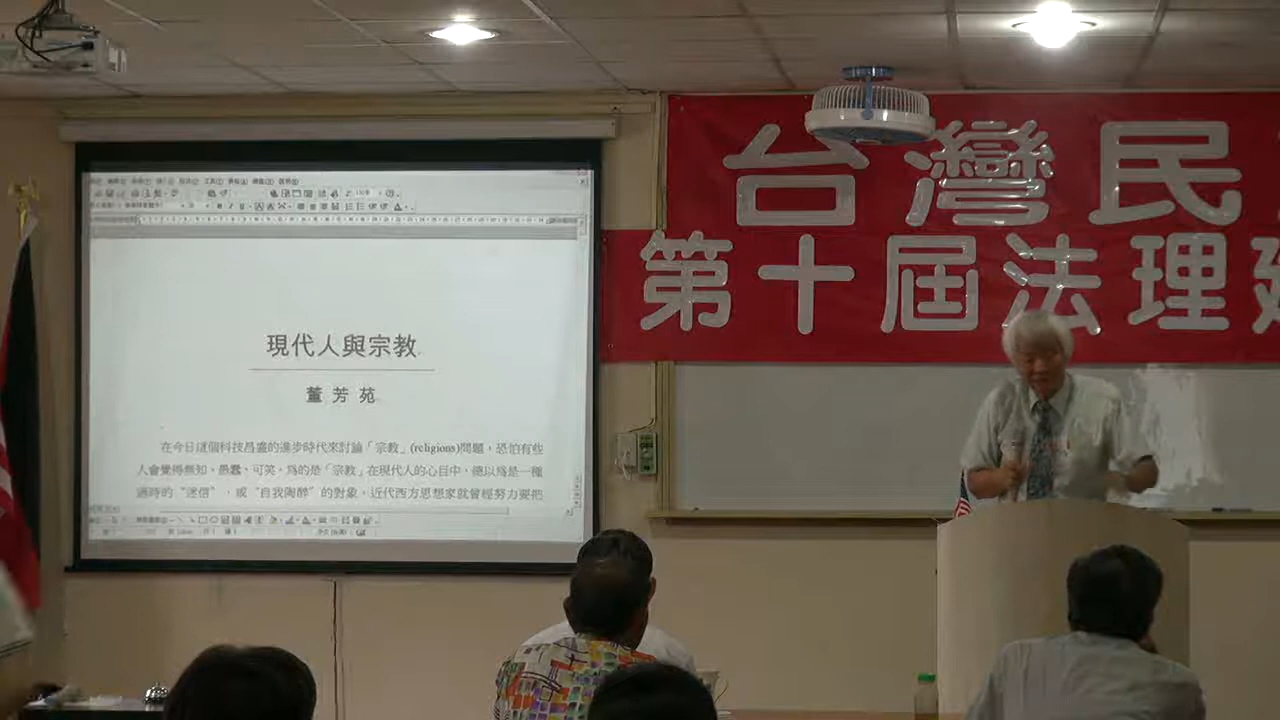 台灣民
第十屆法理建
現代人與宗教
董芳苑
在今日這個科技昌盛的進步時代來討論「宗教」(religions)問題，恐怕有些
人會覺得無知、愚蠢、可笑，為的是「宗教」在現代人的心目中，總以為是一種
過時的“迷信”，或“自我陶醉”的對象，近代西方思想家就曾經努力要把